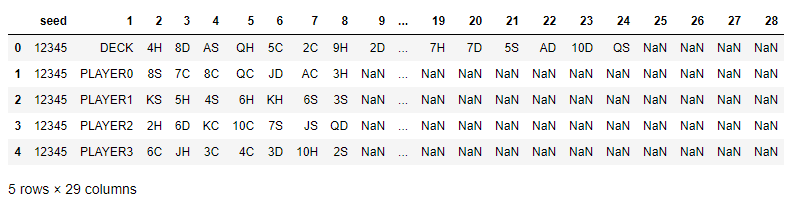 seed 1 2 3 4 5 6 7 8 9 ... 19 20 21 22 23 24 25 26 27 28
0 12345 DECK 4H 8D AS QH 5C 2C 9H 2D ... 7H 7D 5S AD 10D QS NaN NaN NaN NaN
1 12345 PLAYER0 8S 7C 8C QC JD AC 3H NaN ... NaN NaN NaN NaN NaN NaN NaN NaN NaN NaN
2 12345 PLAYER1 KS 5H 4S 6H KH 6S 3S NaN ... NaN NaN NaN NaN NaN NaN NaN NaN NaN NaN
3 12345 PLAYER2 2H 6D KC 10C 7S JS QD NaN ... NaN NaN NaN NaN NaN NaN NaN NaN NaN NaN
4 12345 PLAYER3 6C JH 3C 4C 3D 10H 2S NaN ... NaN NaN NaN NaN NaN NaN NaN NaN NaN NaN
5 rows × 29 columns